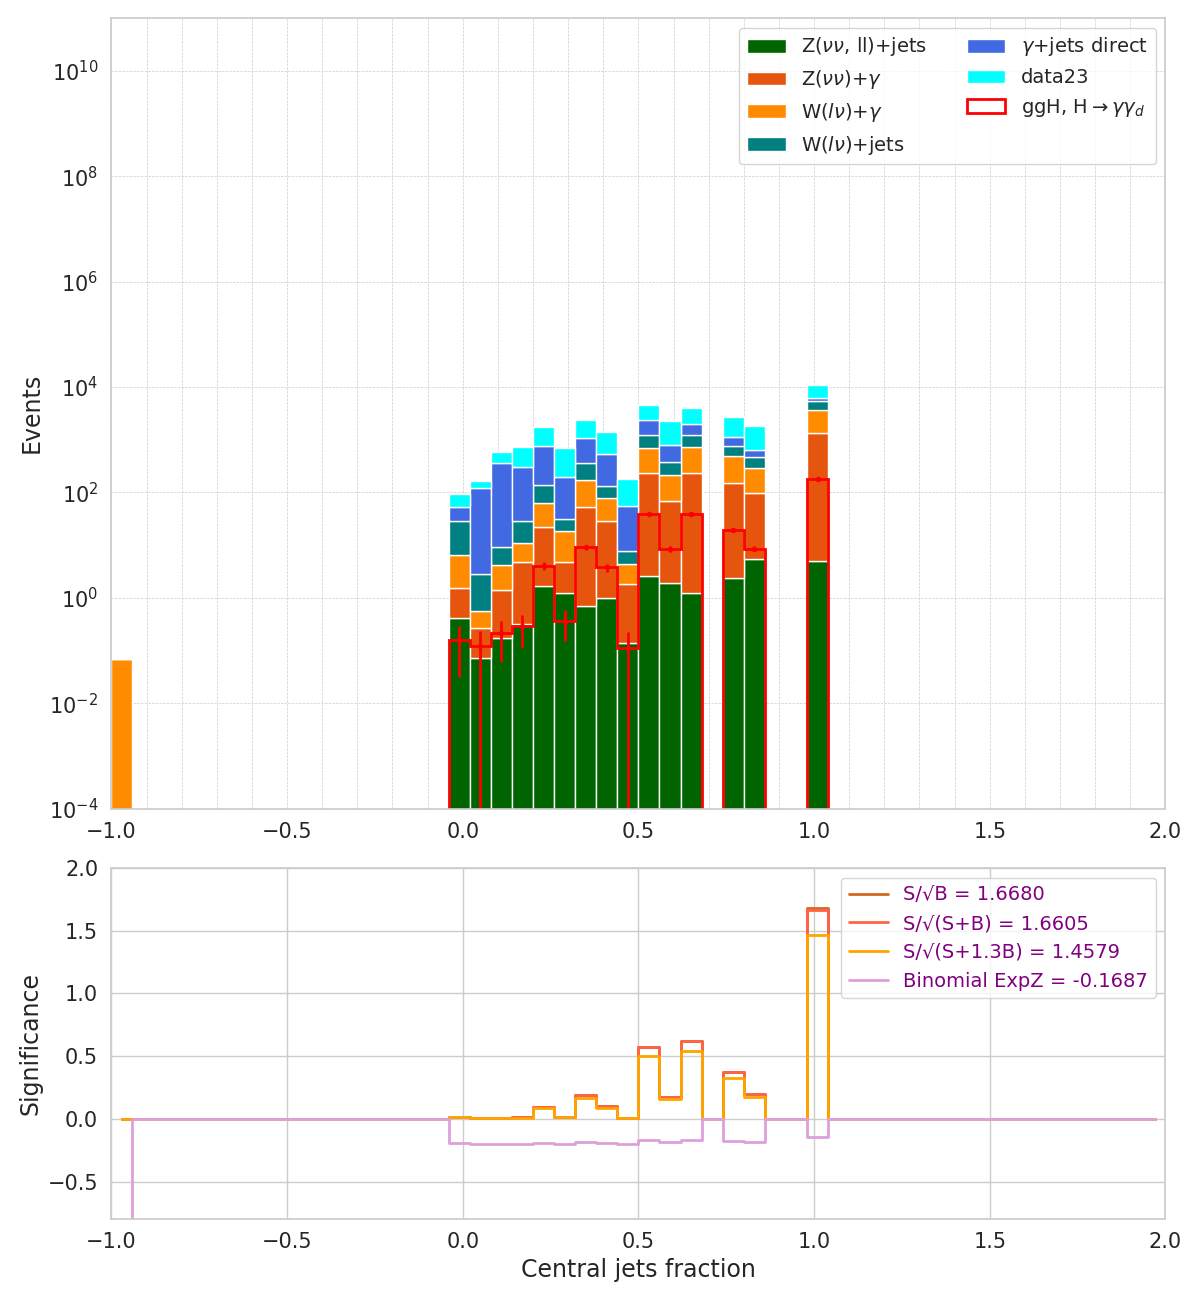 Z(νν, ll)+jets
Z(νν)+γ
W(lν)+γ
W(lν)+jets
γ+jets direct
data23
ggH, H→γγ_d
10^10
10^8
10^6
10^4
10^2
10^0
10^−2
10^−4
Events
−1.0 −0.5 0.0 0.5 1.0 1.5 2.0
S/√B = 1.6680
S/√(S+B) = 1.6605
S/√(S+1.3B) = 1.4579
Binomial ExpZ = -0.1687
2.0
1.5
1.0
0.5
0.0
−0.5
Significance
−1.0 −0.5 0.0 0.5 1.0 1.5 2.0
Central jets fraction